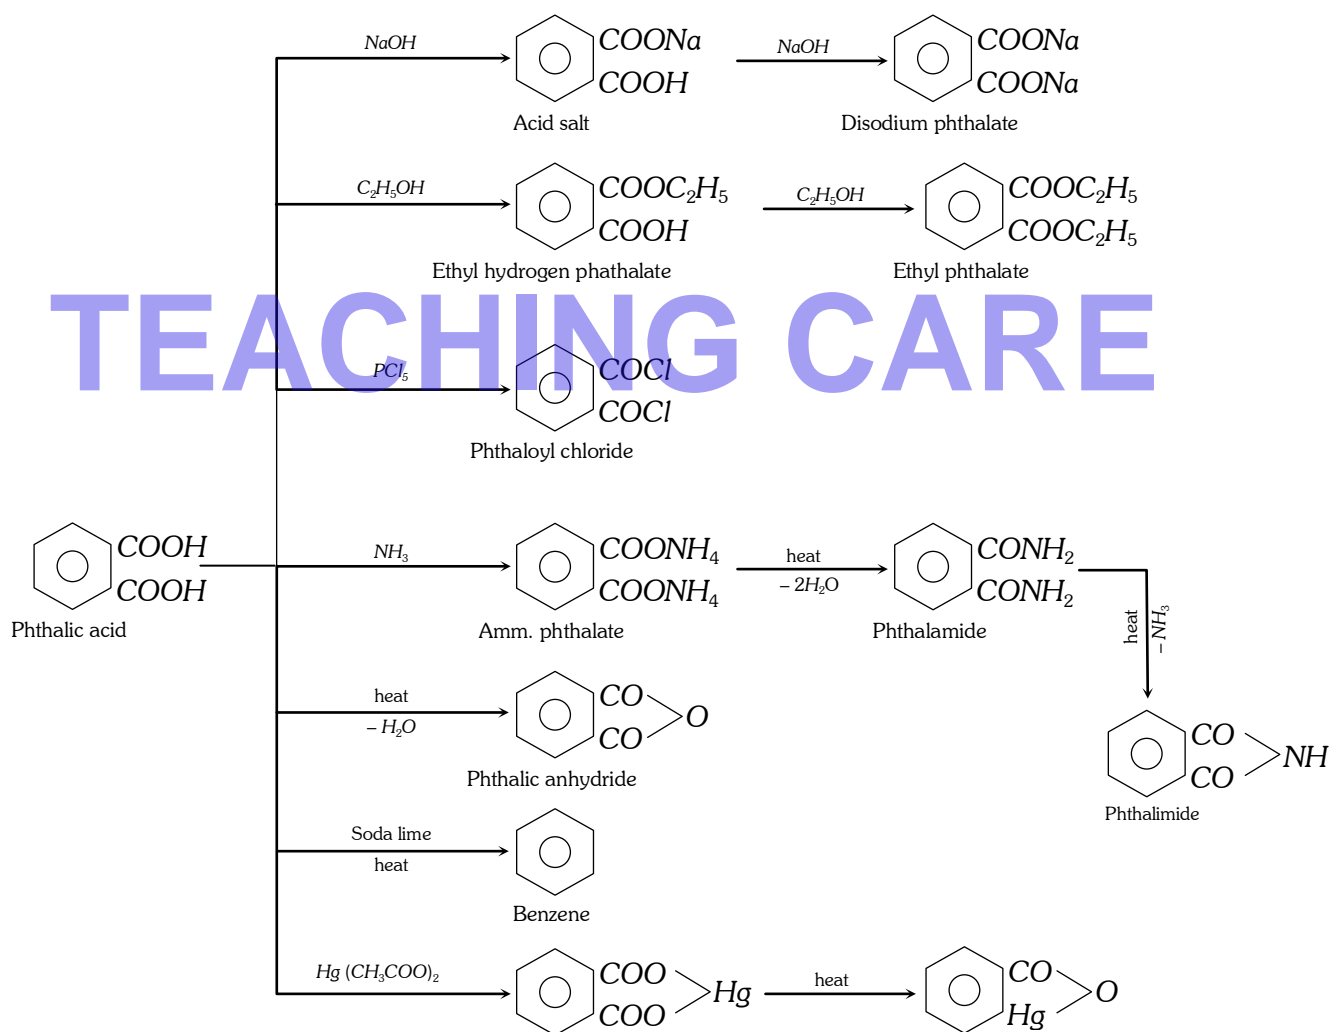 NaOH
COONa
COOH
Acid salt
NaOH
COONa
COONa
Disodium phthalate
C₂H₅OH
COOC₂H₅
COOH
Ethyl hydrogen phathalate
C₂H₅OH
COOC₂H₅
COOC₂H₅
Ethyl phthalate
TEACHING CARE
PCl₅
COCl
COCl
Phthaloyl chloride
COOH
COOH
Phthalic acid
NH₃
COONH₄
COONH₄
Amm. phthalate
heat
– 2H₂O
CONH₂
CONH₂
Phthalamide
heat
– NH₃
heat
– H₂O
CO
CO
O
Phthalic anhydride
CO
CO
NH
Phthalimide
Soda lime
heat
Benzene
Hg (CH₃COO)₂
COO
COO
Hg
heat
CO
Hg
O